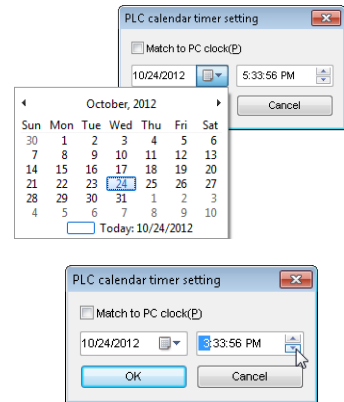 PLC calendar timer setting
Match to PC clock(P)
10/24/2012 5:33:56 PM
Cancel
October, 2012
Sun Mon Tue Wed Thu Fri Sat
30 1 2 3 4 5 6
7 8 9 10 11 12 13
14 15 16 17 18 19 20
21 22 23 24 25 26 27
28 29 30 31 1 2 3
4 5 6 7 8 9 10
Today: 10/24/2012
PLC calendar timer setting
Match to PC clock(P)
10/24/2012 3:33:56 PM
OK Cancel